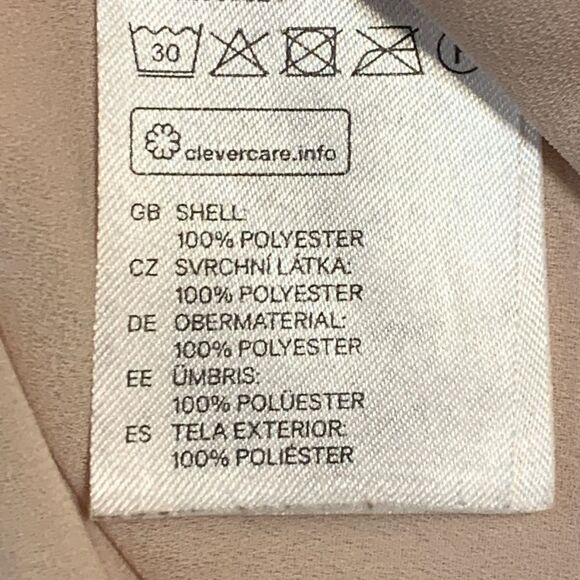 30
clevercare.info
GB SHELL:
100% POLYESTER
CZ SVRCHNÍ LÁTKA:
100% POLYESTER
DE OBERMATERIAL:
100% POLYESTER
EE ÜMBRIS:
100% POLÜESTER
ES TELA EXTERIOR:
100% POLIÉSTER